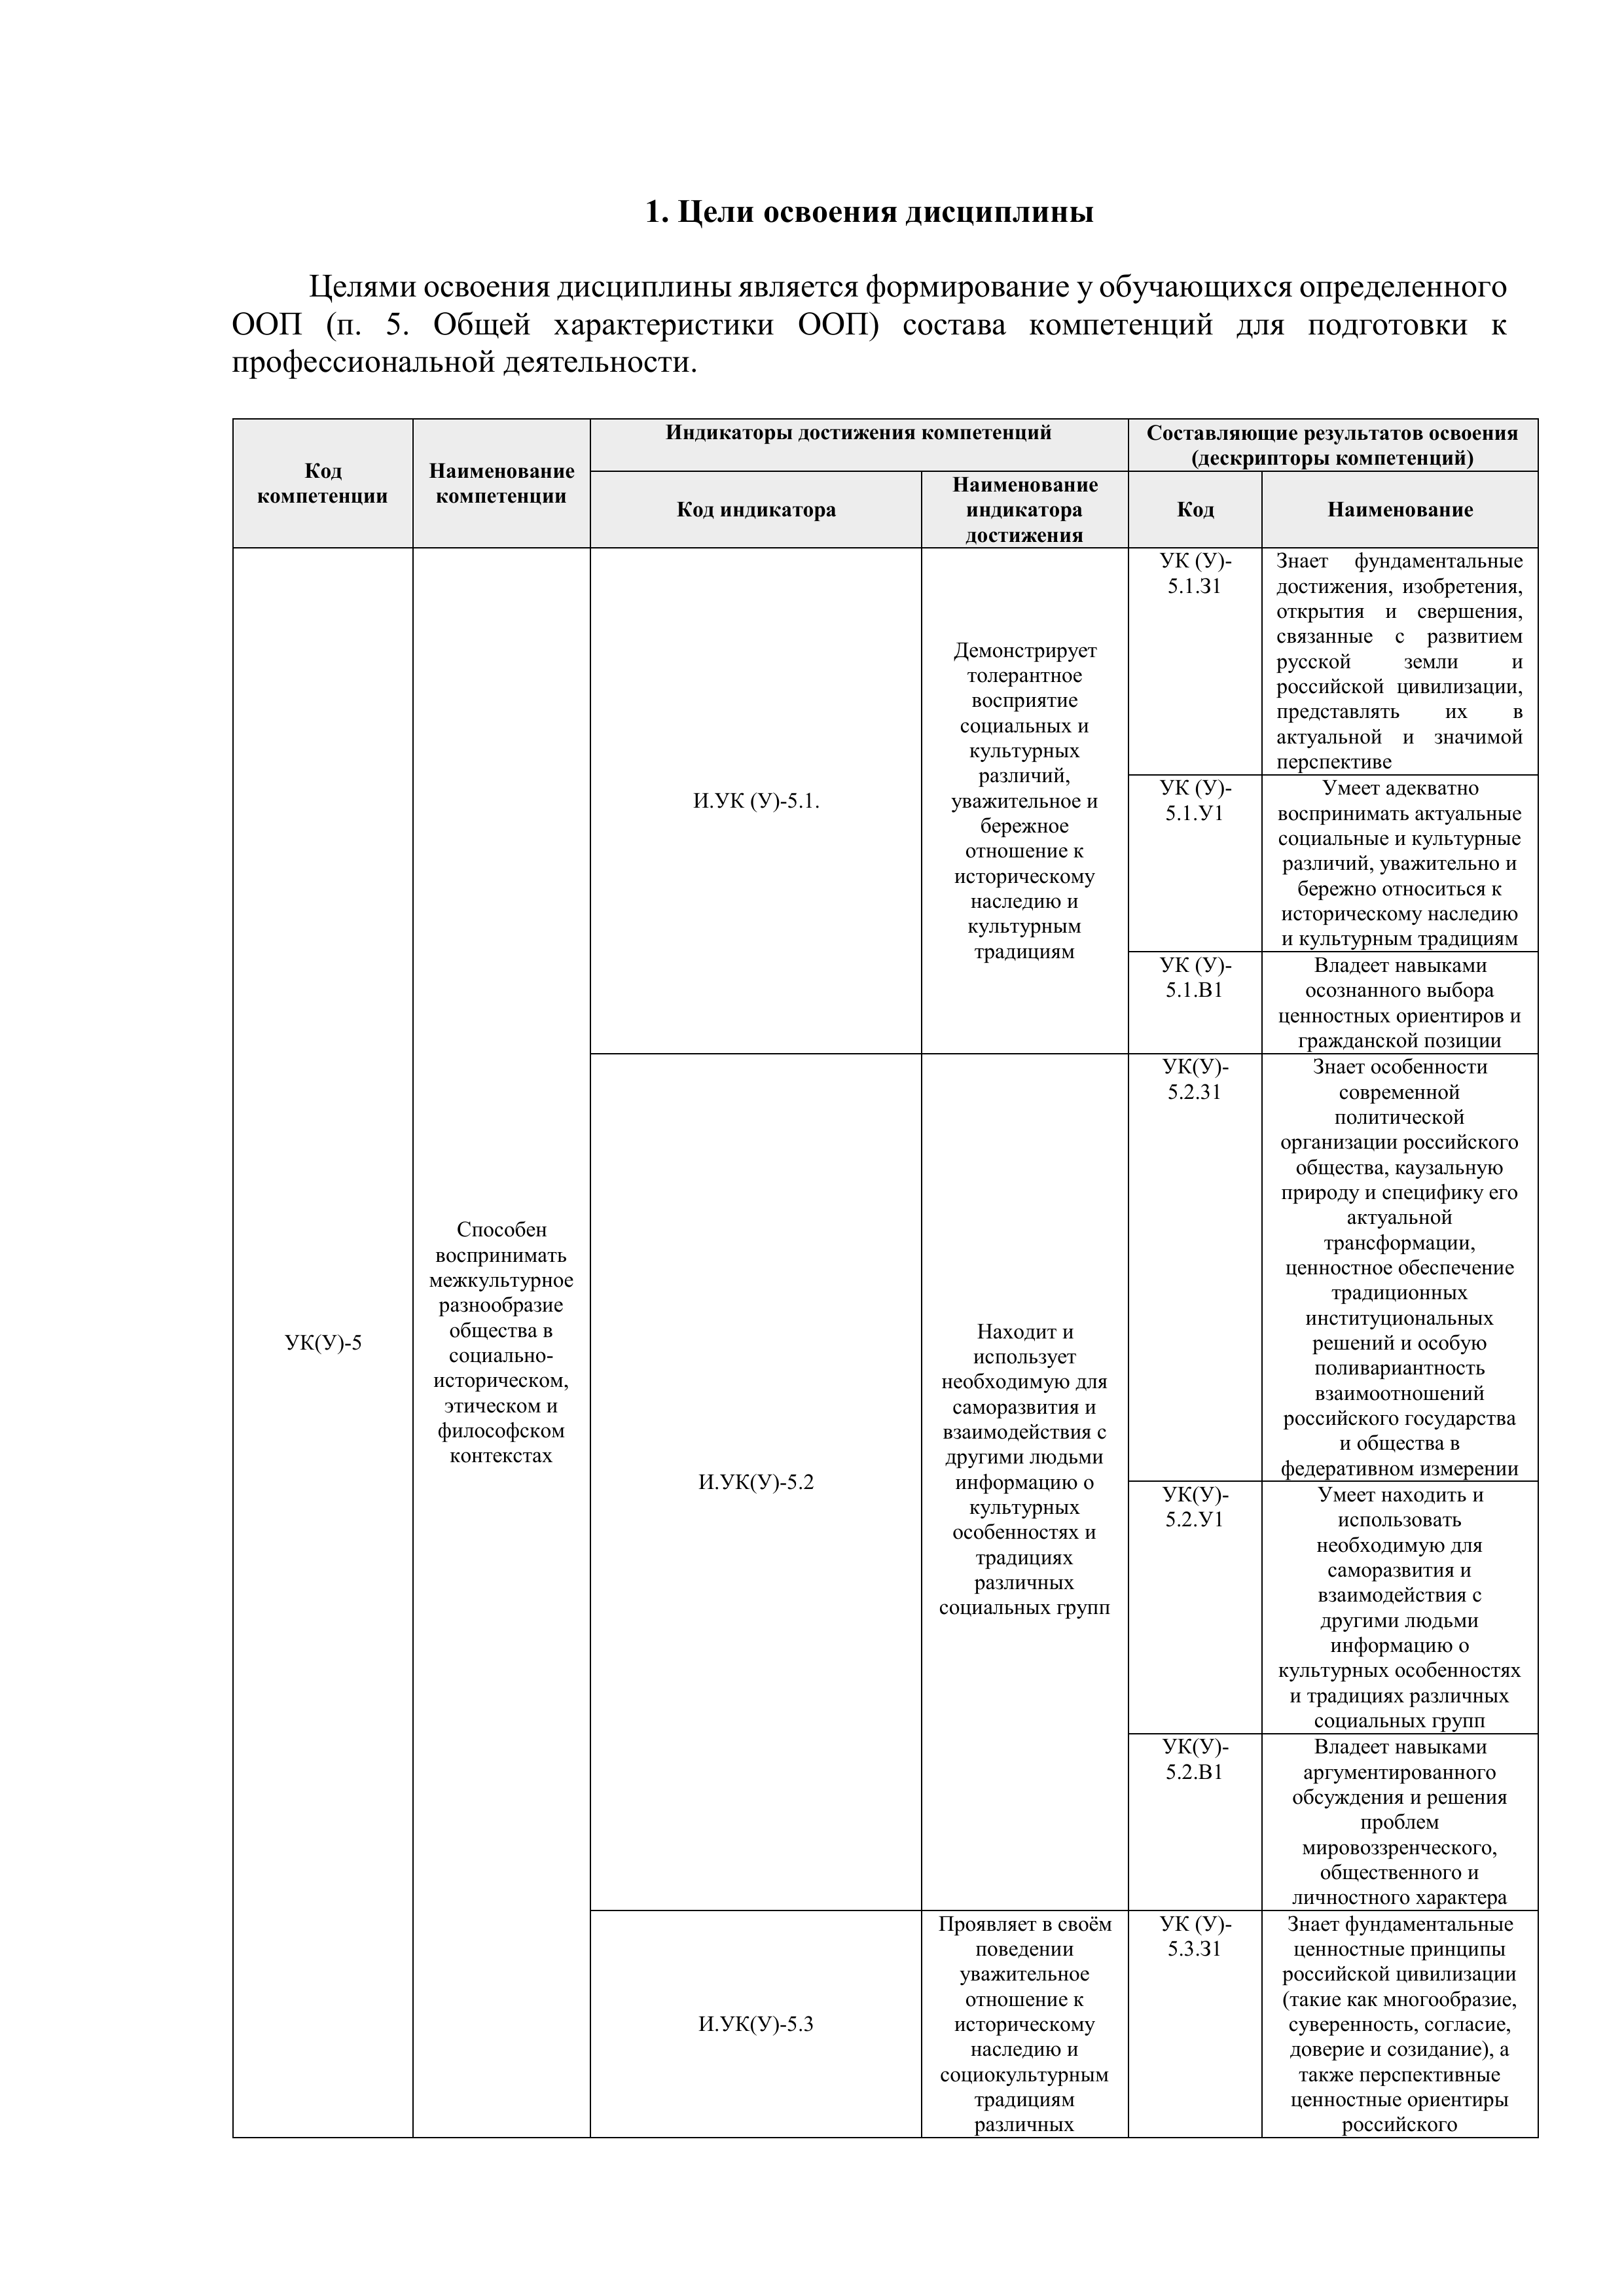 1. Цели освоения дисциплины
Целями освоения дисциплины является формирование у обучающихся определенного
ООП (п. 5. Общей характеристики ООП) состава компетенций для подготовки к
профессиональной деятельности.
Код
компетенции
Наименование
компетенции
Индикаторы достижения компетенций
Составляющие результатов освоения
(дескрипторы компетенций)
Код индикатора
Наименование
индикатора
достижения
Код
Наименование
УК(У)-5
Способен
воспринимать
межкультурное
разнообразие
общества в
социально-
историческом,
этическом и
философском
контекстах
И.УК (У)-5.1.
Демонстрирует
толерантное
восприятие
социальных и
культурных
различий,
уважительное и
бережное
отношение к
историческому
наследию и
культурным
традициям
УК (У)-
5.1.З1
Знает фундаментальные
достижения, изобретения,
открытия и свершения,
связанные с развитием
русской земли и
российской цивилизации,
представлять их в
актуальной и значимой
перспективе
УК (У)-
5.1.У1
Умеет адекватно
воспринимать актуальные
социальные и культурные
различий, уважительно и
бережно относиться к
историческому наследию
и культурным традициям
УК (У)-
5.1.В1
Владеет навыками
осознанного выбора
ценностных ориентиров и
гражданской позиции
И.УК(У)-5.2
Находит и
использует
необходимую для
саморазвития и
взаимодействия с
другими людьми
информацию о
культурных
особенностях и
традициях
различных
социальных групп
УК(У)-
5.2.31
Знает особенности
современной
политической
организации российского
общества, каузальную
природу и специфику его
актуальной
трансформации,
ценностное обеспечение
традиционных
институциональных
решений и особую
поливариантность
взаимоотношений
российского государства
и общества в
федеративном измерении
УК(У)-
5.2.У1
Умеет находить и
использовать
необходимую для
саморазвития и
взаимодействия с
другими людьми
информацию о
культурных особенностях
и традициях различных
социальных групп
УК(У)-
5.2.В1
Владеет навыками
аргументированного
обсуждения и решения
проблем
мировоззренческого,
общественного и
личностного характера
И.УК(У)-5.3
Проявляет в своём
поведении
уважительное
отношение к
историческому
наследию и
социокультурным
традициям
различных
УК (У)-
5.3.З1
Знает фундаментальные
ценностные принципы
российской цивилизации
(такие как многообразие,
суверенность, согласие,
доверие и созидание), а
также перспективные
ценностные ориентиры
российского